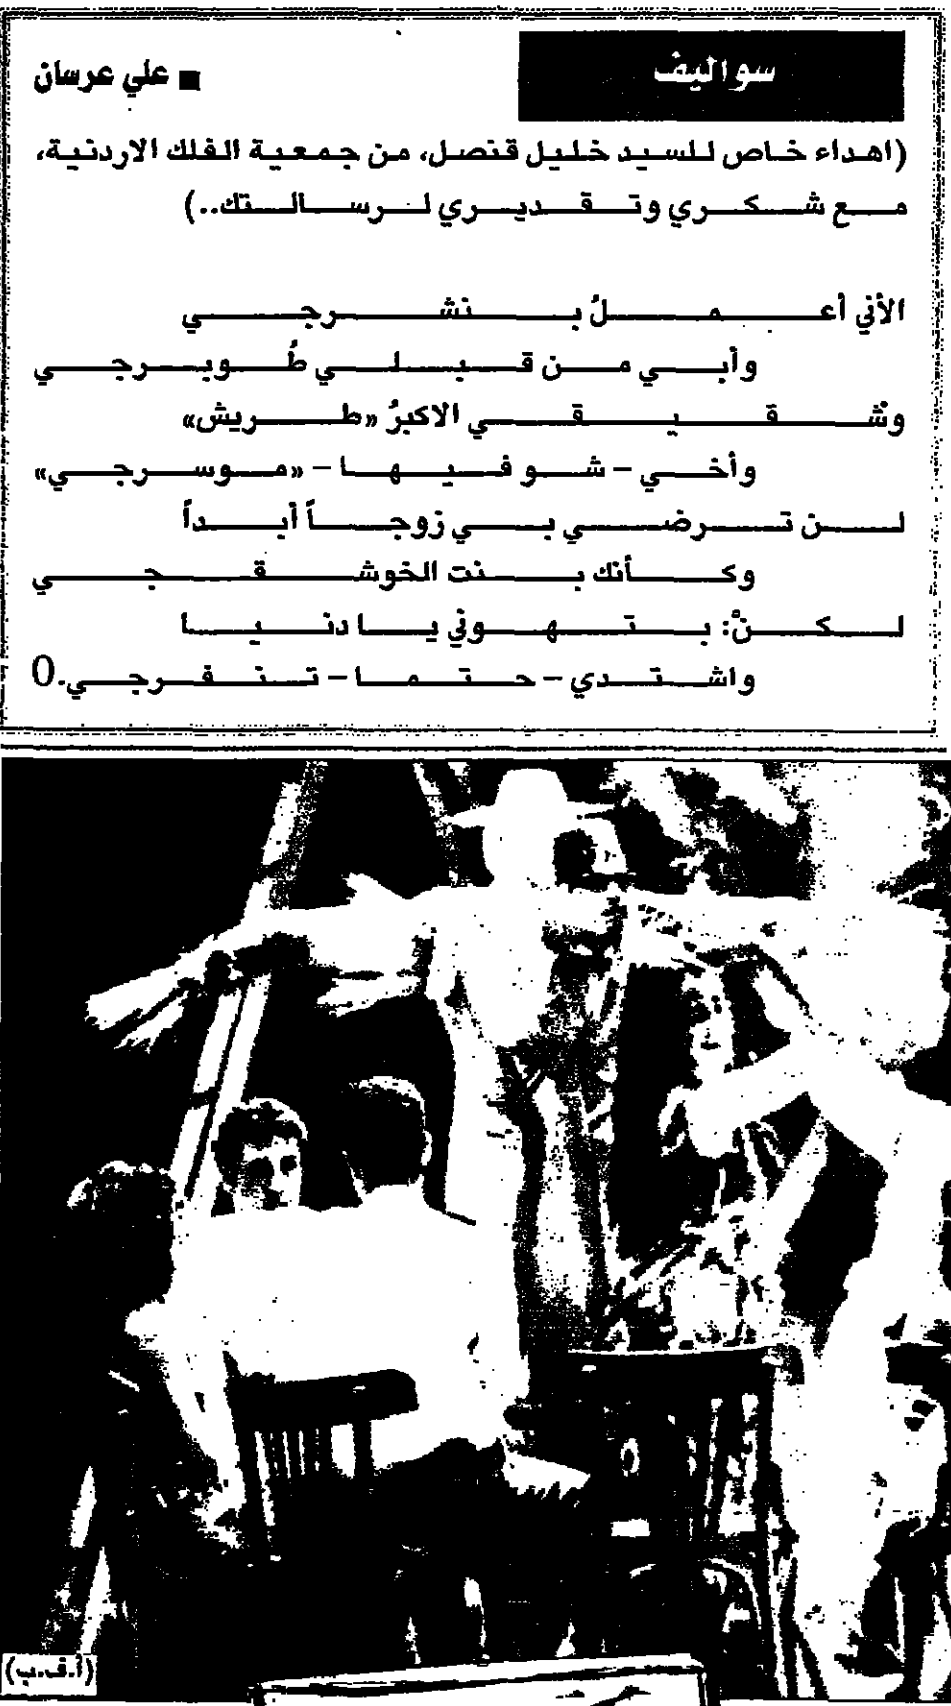 سواليف
■ علي عرسان
(اهداء خاص للسيد خليل قنصل، من جمعية الفلك الاردنية،
مع شكري وتقديري لرسالتك..)
الأني أعملُ بنشرجي
وأبي من قبلي طُوبرجي
وشقيقي الاكبرُ «طريش»
وأخي – شو فيها – «موسرجي»
لن ترضي بي زوجاً أبداً
وكأنك بنت الخوشقجي
لكنْ: بتهوني يا دنيا
واشتدي – حتما – تنفرجي.0
(أ.ف.ب)